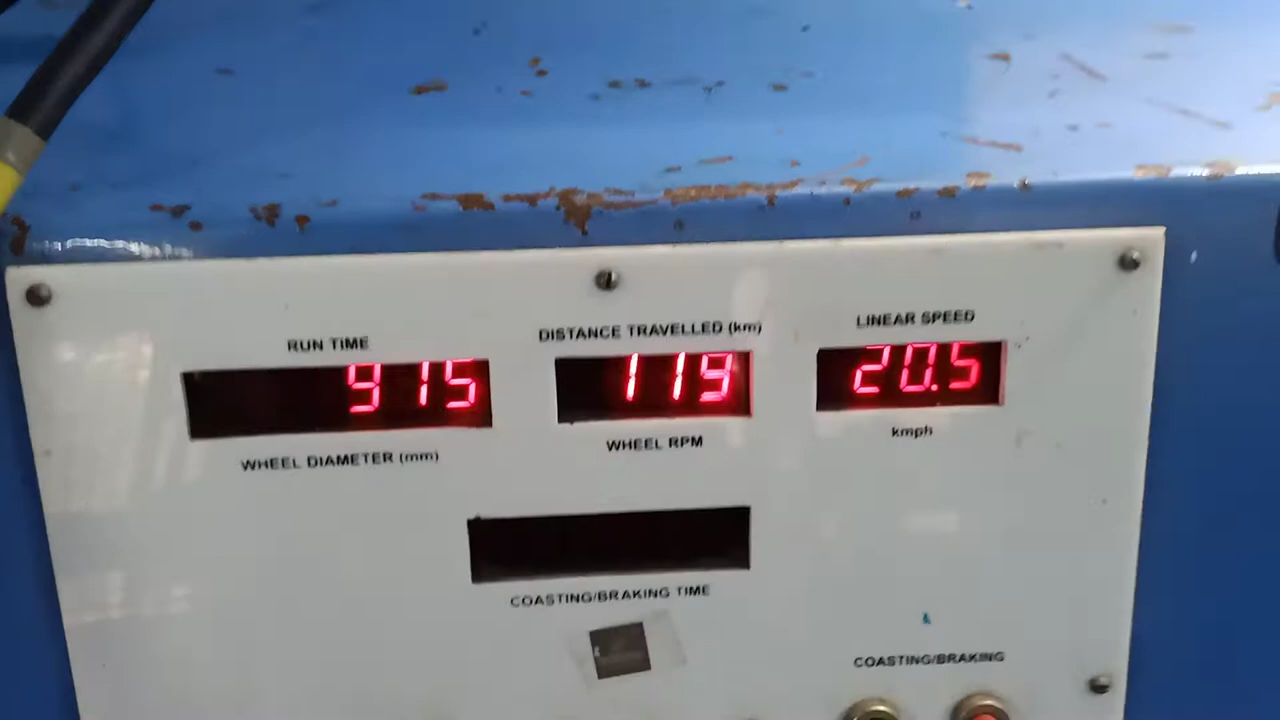 RUN TIME
DISTANCE TRAVELLED (km)
LINEAR SPEED
915
119
20.5
WHEEL DIAMETER (mm)
WHEEL RPM
kmph
COASTING/BRAKING TIME
COASTING/BRAKING